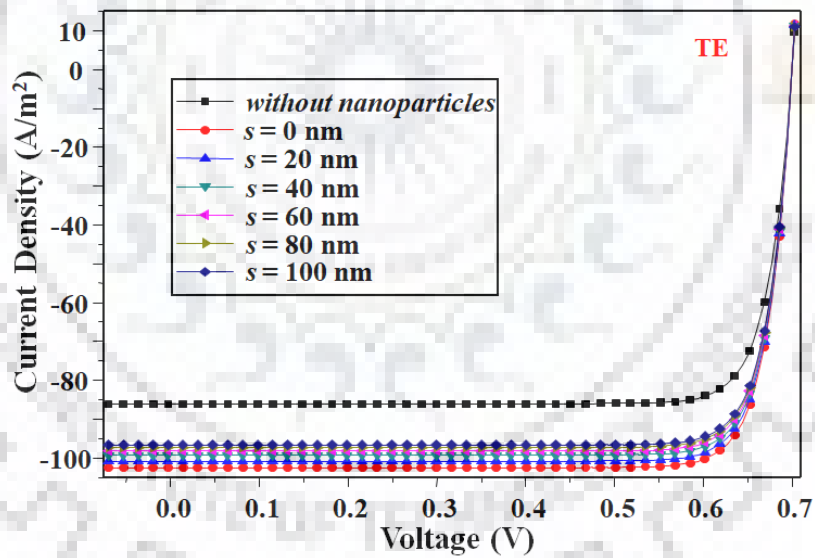 TE
10
0
-20
-40
-60
-80
-100
Current Density (A/m²)
without nanoparticles
s = 0 nm
s = 20 nm
s = 40 nm
s = 60 nm
s = 80 nm
s = 100 nm
0.0 0.1 0.2 0.3 0.4 0.5 0.6 0.7
Voltage (V)